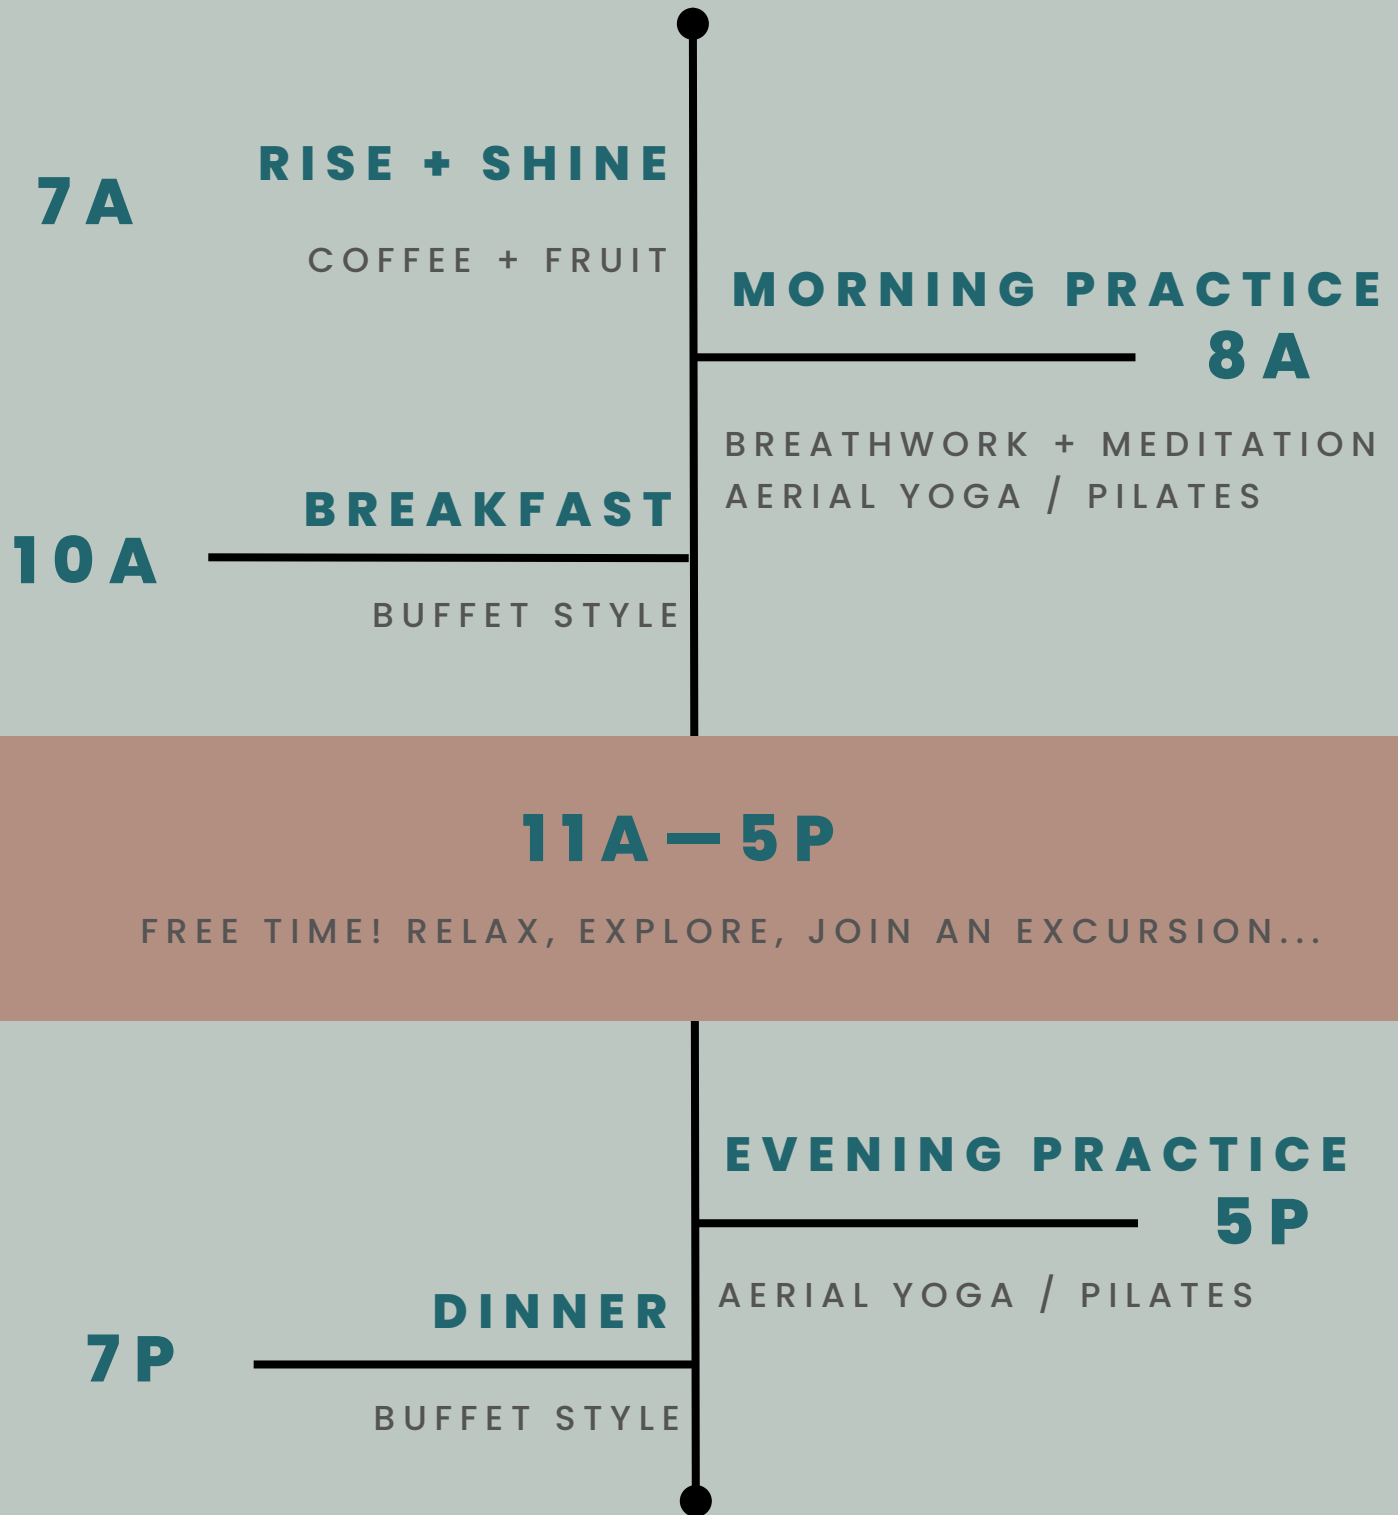 RISE + SHINE
7A
COFFEE + FRUIT
MORNING PRACTICE
8A
BREATHWORK + MEDITATION
AERIAL YOGA / PILATES
BREAKFAST
10A
BUFFET STYLE
11A—5P
FREE TIME! RELAX, EXPLORE, JOIN AN EXCURSION...
EVENING PRACTICE
5P
AERIAL YOGA / PILATES
DINNER
7P
BUFFET STYLE